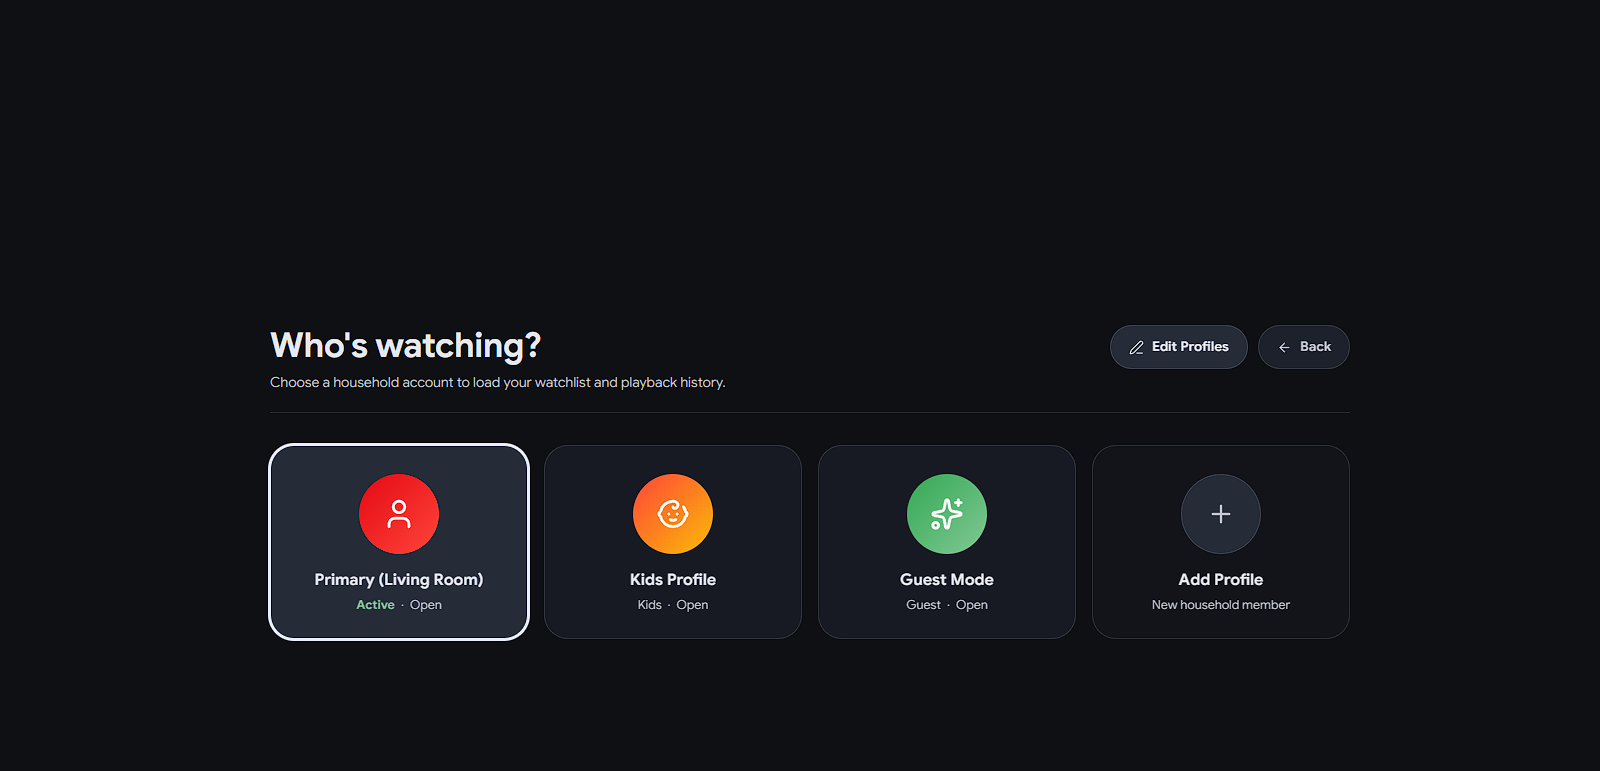 Who's watching?
Choose a household account to load your watchlist and playback history.
Edit Profiles
Back
Primary (Living Room)
Active · Open
Kids Profile
Kids · Open
Guest Mode
Guest · Open
Add Profile
New household member